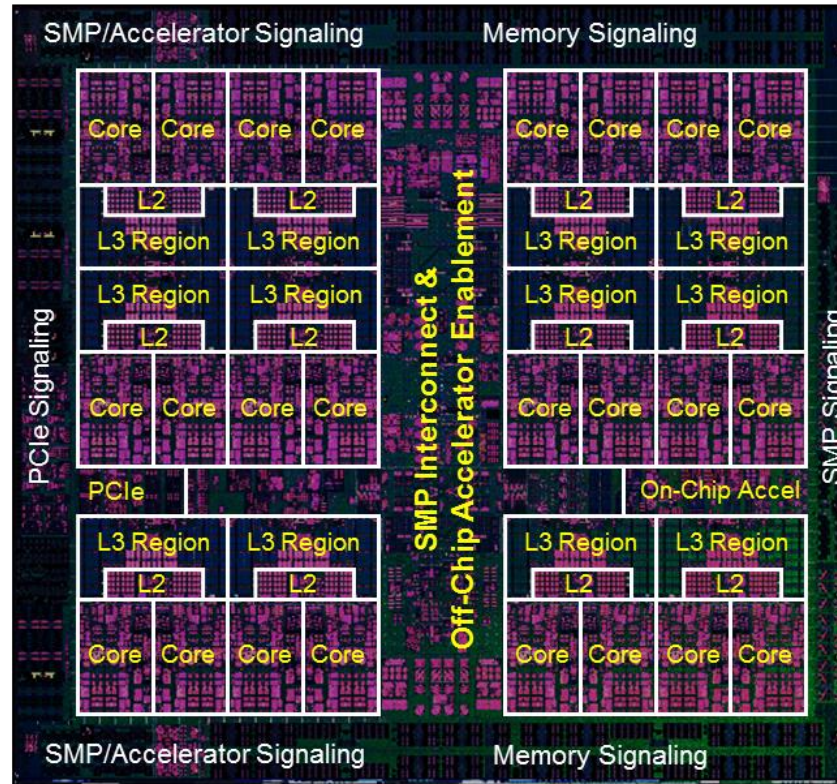 SMP/Accelerator Signaling Memory Signaling
Core Core Core Core Core Core Core Core
L2 L2 L2 L2
L3 Region L3 Region L3 Region L3 Region
L3 Region L3 Region L3 Region L3 Region
L2 L2 L2 L2
Core Core Core Core Core Core Core Core
PCIe Signaling
SMP Interconnect &
Off-Chip Accelerator Enablement
SMP Signaling
PCIe On-Chip Accel
L3 Region L3 Region L3 Region L3 Region
L2 L2 L2 L2
Core Core Core Core Core Core Core Core
SMP/Accelerator Signaling Memory Signaling